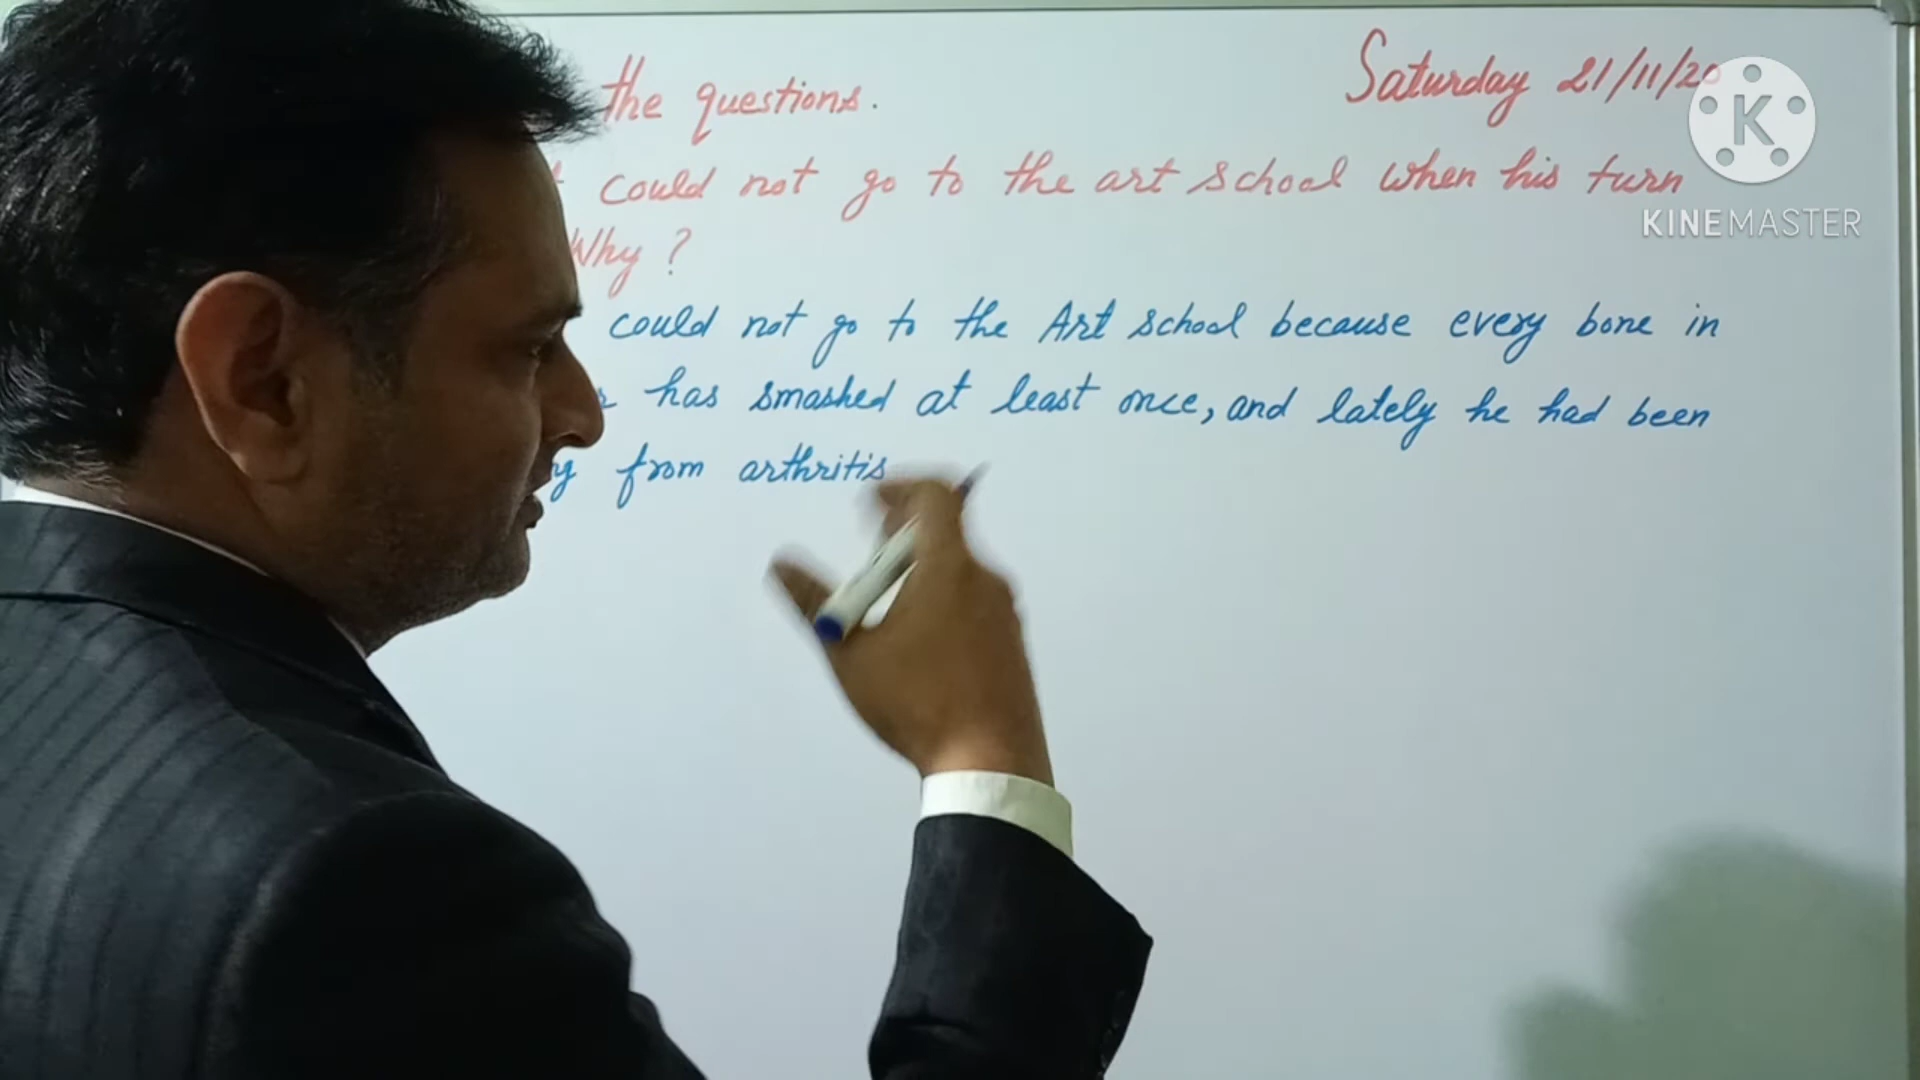 the questions.
Saturday 21/11/20
could not go to the art school when his turn
Why ?
could not go to the Art school because every bone in
has smashed at least once, and lately he had been
from arthritis
K
KINEMASTER